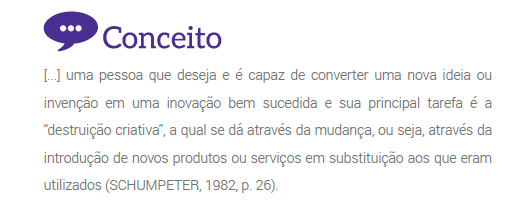 Conceito
[...] uma pessoa que deseja e é capaz de converter uma nova ideia ou
invenção em uma inovação bem sucedida e sua principal tarefa é a
“destruição criativa”, a qual se dá através da mudança, ou seja, através da
introdução de novos produtos ou serviços em substituição aos que eram
utilizados (SCHUMPETER, 1982, p. 26).